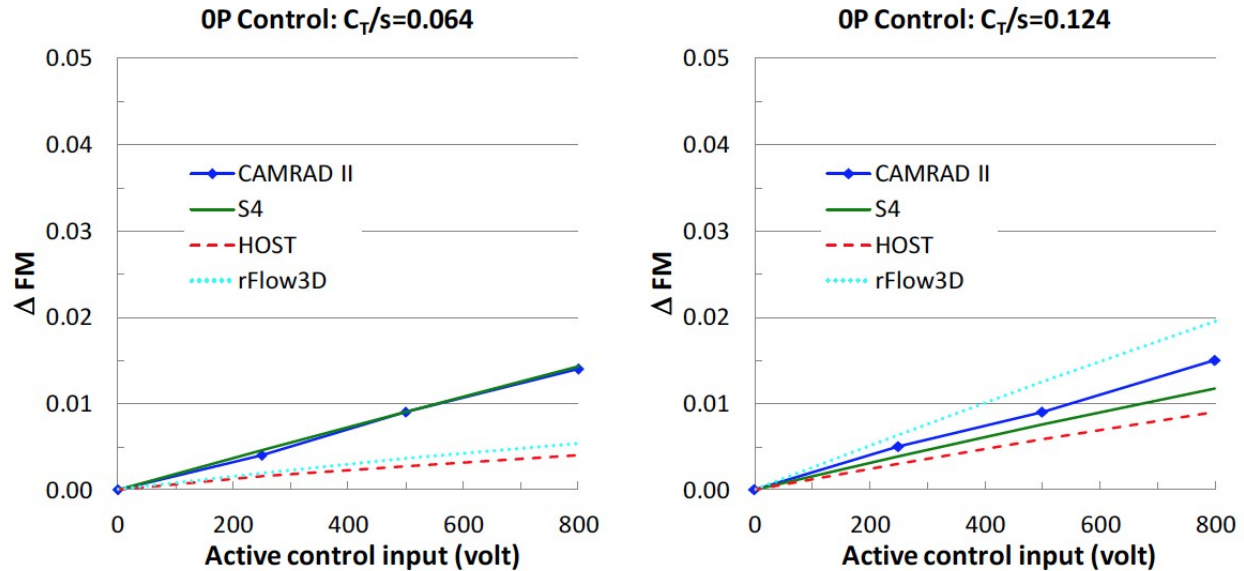 0P Control: C_T/s=0.064
0.05
0.04
0.03
0.02
0.01
0.00
Δ FM
CAMRAD II
S4
HOST
rFlow3D
0 200 400 600 800
Active control input (volt)
0P Control: C_T/s=0.124
0.05
0.04
0.03
0.02
0.01
0.00
Δ FM
CAMRAD II
S4
HOST
rFlow3D
0 200 400 600 800
Active control input (volt)